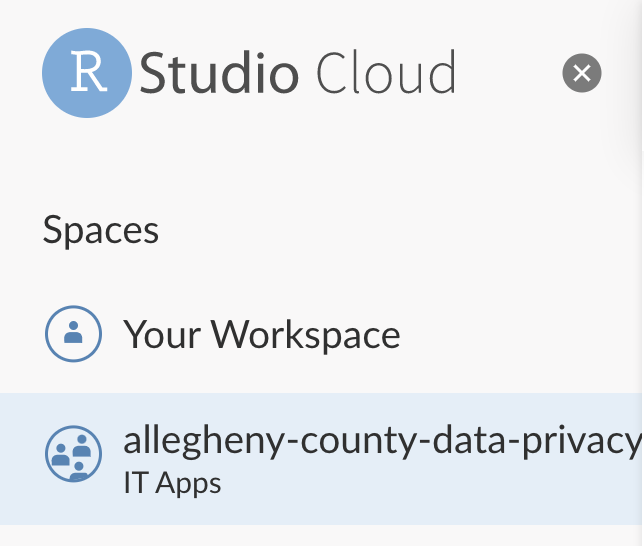 R Studio Cloud
Spaces
Your Workspace
allegheny-county-data-privacy
IT Apps